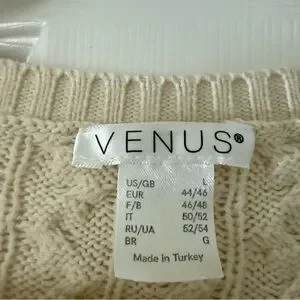 VENUS®
US/GB L
EUR 44/46
F/B 46/48
IT 50/52
RU/UA 52/54
BR G
Made in Turkey